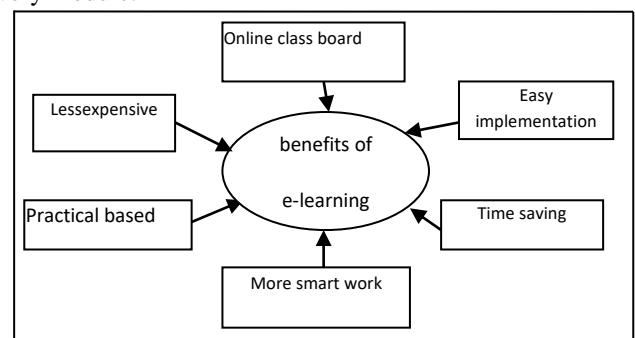 Online class board
Lessexpensive
Easy
implementation
benefits of
e-learning
Practical based
Time saving
More smart work